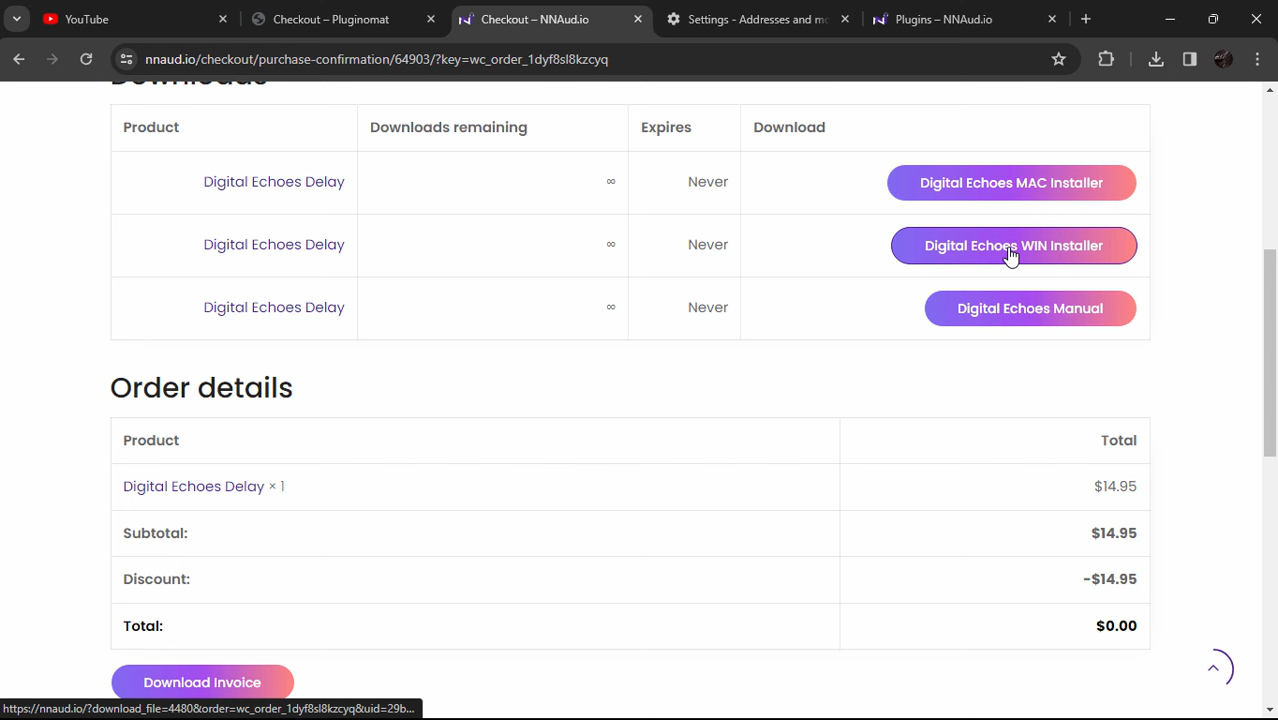 YouTube
Checkout – Pluginomat
Checkout – NNAud.io
Settings - Addresses and mo
Plugins – NNAud.io
nnaud.io/checkout/purchase-confirmation/64903/?key=wc_order_1dyf8sl8kzcyq
Downloads
Product Downloads remaining Expires Download
Digital Echoes Delay ∞ Never Digital Echoes MAC Installer
Digital Echoes Delay ∞ Never Digital Echoes WIN Installer
Digital Echoes Delay ∞ Never Digital Echoes Manual
Order details
Product Total
Digital Echoes Delay × 1 $14.95
Subtotal: $14.95
Discount: -$14.95
Total: $0.00
Download Invoice
https://nnaud.io/?download_file=4480&order=wc_order_1dyf8sl8kzcyq&uid=29b...